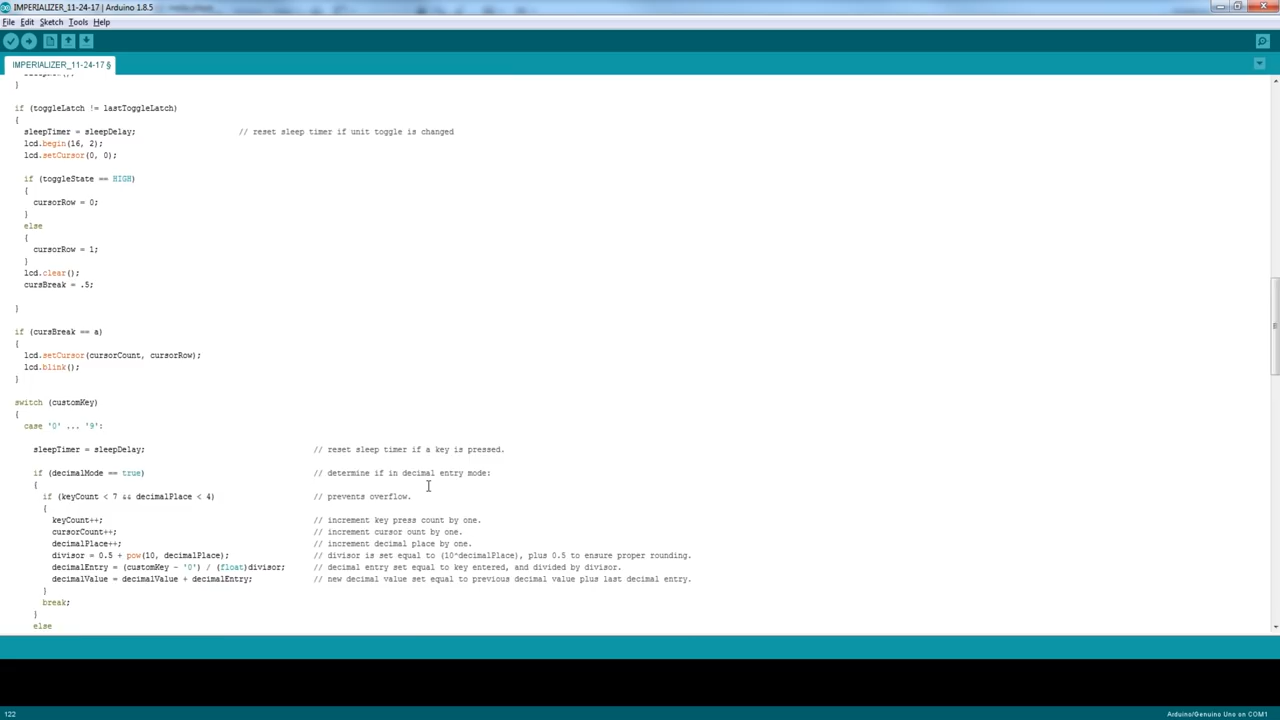 IMPERIALIZER_11-24-17 | Arduino 1.8.5
File Edit Sketch Tools Help
IMPERIALIZER_11-24-17 §
}
if (toggleLatch != lastToggleLatch)
{
sleepTimer = sleepDelay; // reset sleep timer if unit toggle is changed
lcd.begin(16, 2);
lcd.setCursor(0, 0);
if (toggleState == HIGH)
{
cursorRow = 0;
}
else
{
cursorRow = 1;
}
lcd.clear();
cursBreak = .5;
}
if (cursBreak == a)
{
lcd.setCursor(cursorCount, cursorRow);
lcd.blink();
}
switch (customKey)
{
case '0' ... '9':
sleepTimer = sleepDelay; // reset sleep timer if a key is pressed.
if (decimalMode == true) // determine if in decimal entry mode:
{
if (keyCount < 7 && decimalPlace < 4) // prevents overflow.
{
keyCount++; // increment key press count by one.
cursorCount++; // increment cursor ount by one.
decimalPlace++; // increment decimal place by one.
divisor = 0.5 + pow(10, decimalPlace); // divisor is set equal to (10^decimalPlace), plus 0.5 to ensure proper rounding.
decimalEntry = (customKey - '0') / (float)divisor; // decimal entry set equal to key entered, and divided by divisor.
decimalValue = decimalValue + decimalEntry; // new decimal value set equal to previous decimal value plus last decimal entry.
}
break;
}
else
122 Arduino/Genuino Uno on COM1